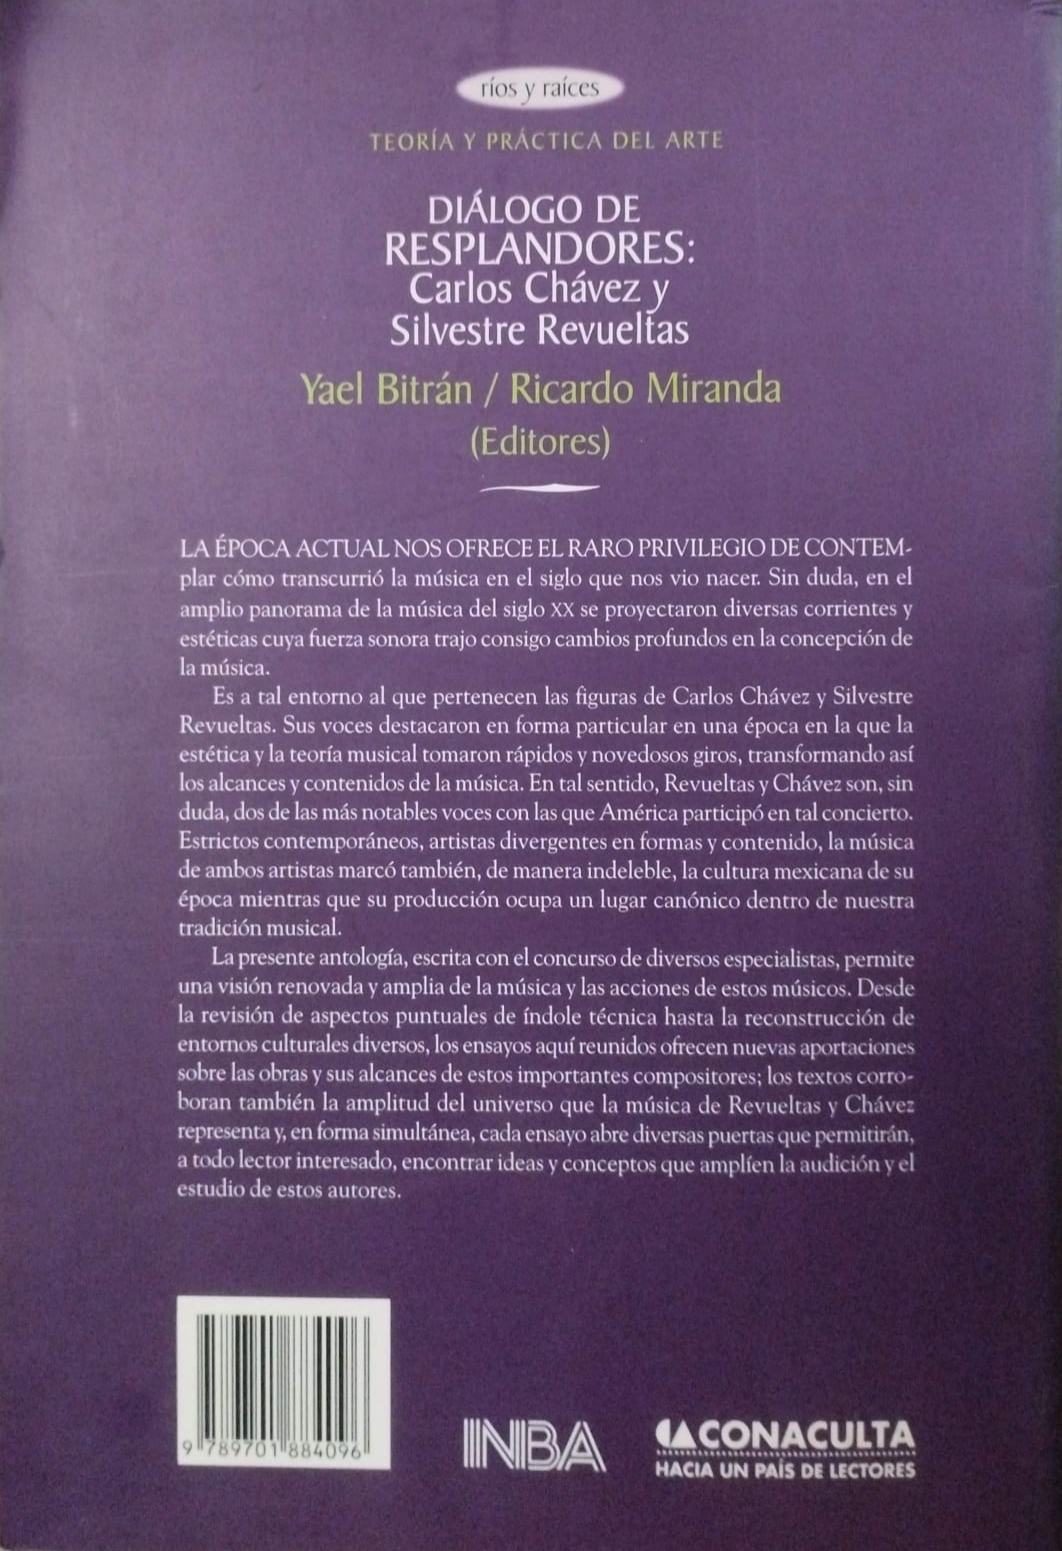 ríos y raíces
TEORÍA Y PRÁCTICA DEL ARTE
DIÁLOGO DE
RESPLANDORES:
Carlos Chávez y
Silvestre Revueltas
Yael Bitrán / Ricardo Miranda
(Editores)
LA ÉPOCA ACTUAL NOS OFRECE EL RARO PRIVILEGIO DE CONTEM-
plar cómo transcurrió la música en el siglo que nos vio nacer. Sin duda, en el
amplio panorama de la música del siglo XX se proyectaron diversas corrientes y
estéticas cuya fuerza sonora trajo consigo cambios profundos en la concepción de
la música.
Es a tal entorno al que pertenecen las figuras de Carlos Chávez y Silvestre
Revueltas. Sus voces destacaron en forma particular en una época en la que la
estética y la teoría musical tomaron rápidos y novedosos giros, transformando así
los alcances y contenidos de la música. En tal sentido, Revueltas y Chávez son, sin
duda, dos de las más notables voces con las que América participó en tal concierto.
Estrictos contemporáneos, artistas divergentes en formas y contenido, la música
de ambos artistas marcó también, de manera indeleble, la cultura mexicana de su
época mientras que su producción ocupa un lugar canónico dentro de nuestra
tradición musical.
La presente antología, escrita con el concurso de diversos especialistas, permite
una visión renovada y amplia de la música y las acciones de estos músicos. Desde
la revisión de aspectos puntuales de índole técnica hasta la reconstrucción de
entornos culturales diversos, los ensayos aquí reunidos ofrecen nuevas aportaciones
sobre las obras y sus alcances de estos importantes compositores; los textos corro-
boran también la amplitud del universo que la música de Revueltas y Chávez
representa y, en forma simultánea, cada ensayo abre diversas puertas que permitirán,
a todo lector interesado, encontrar ideas y conceptos que amplíen la audición y el
estudio de estos autores.
9 789701 884096
INBA
CONACULTA
HACIA UN PAÍS DE LECTORES